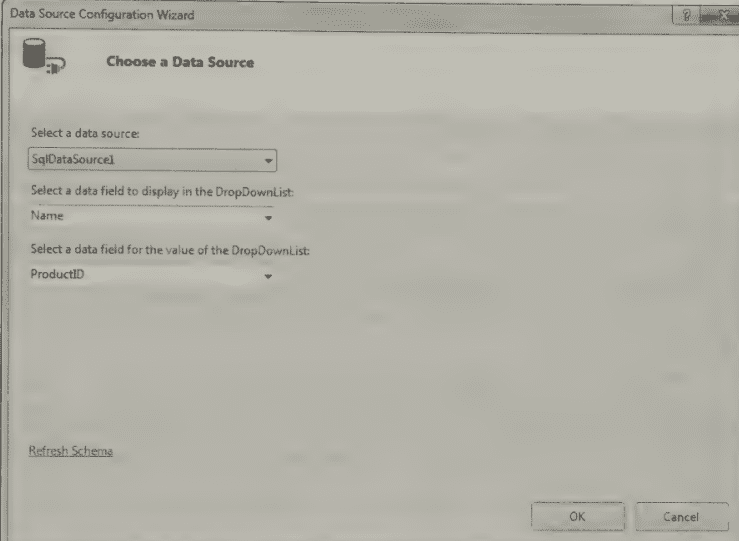 Data Source Configuration Wizard
Choose a Data Source
Select a data source:
SqlDataSource1
Select a data field to display in the DropDownList:
Name
Select a data field for the value of the DropDownList:
ProductID
Refresh Schema
OK
Cancel